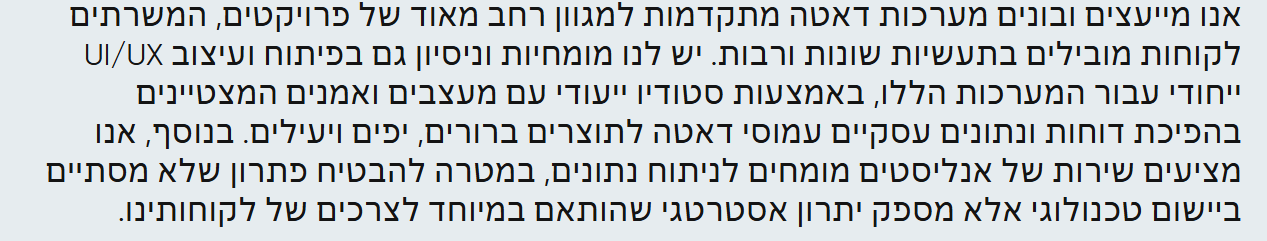 אנו מייעצים ובונים מערכות דאטה מתקדמות למגוון רחב מאוד של פרויקטים, המשרתים
לקוחות מובילים בתעשיות שונות ורבות. יש לנו מומחיות וניסיון גם בפיתוח ועיצוב UI/UX
ייחודי עבור המערכות הללו, באמצעות סטודיו ייעודי עם מעצבים ואמנים המצטיינים
בהפיכת דוחות ונתונים עסקיים עמוסי דאטה לתוצרים ברורים, יפים ויעילים. בנוסף, אנו
מציעים שירות של אנליסטים מומחים לניתוח נתונים, במטרה להבטיח פתרון שלא מסתיים
ביישום טכנולוגי אלא מספק יתרון אסטרטגי שהותאם במיוחד לצרכים של לקוחותינו.